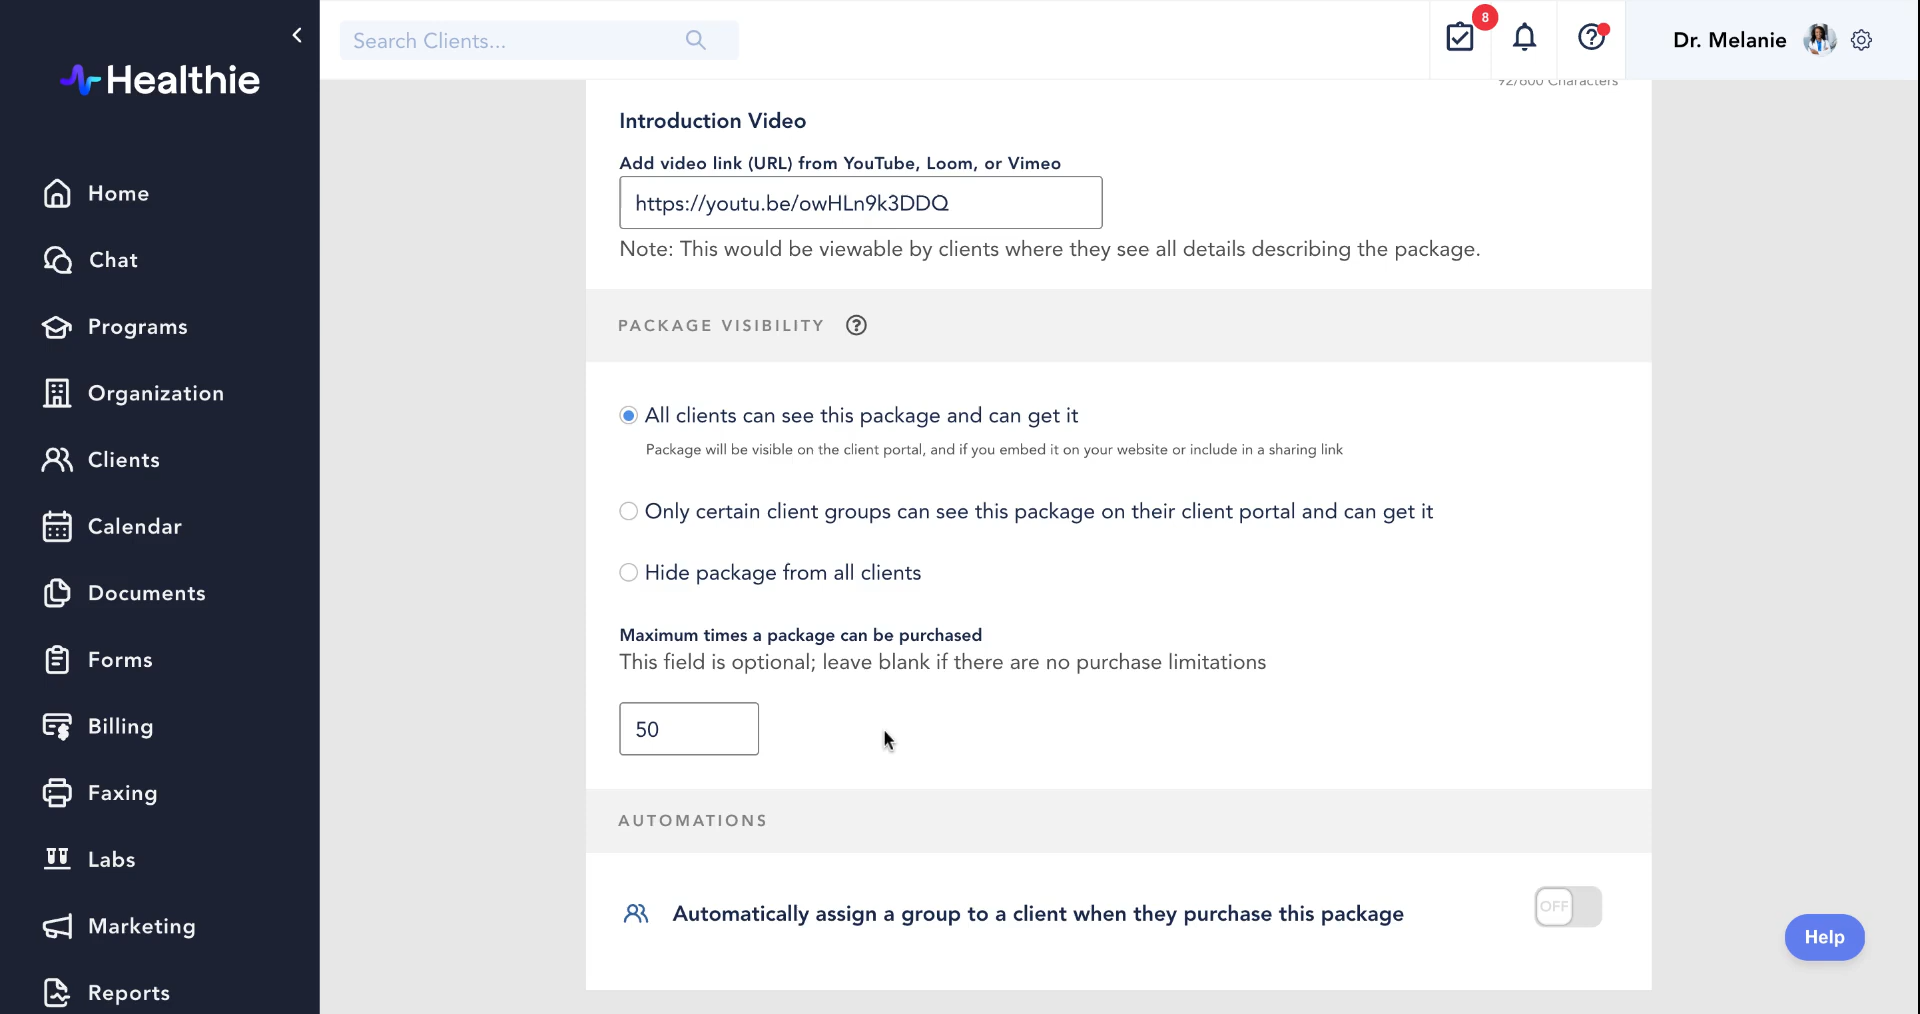 Healthie
Home
Chat
Programs
Organization
Clients
Calendar
Documents
Forms
Billing
Faxing
Labs
Marketing
Reports
Search Clients...
8
Dr. Melanie
92/600 Characters
Introduction Video
Add video link (URL) from YouTube, Loom, or Vimeo
https://youtu.be/owHLn9k3DDQ
Note: This would be viewable by clients where they see all details describing the package.
PACKAGE VISIBILITY ?
All clients can see this package and can get it
Package will be visible on the client portal, and if you embed it on your website or include in a sharing link
Only certain client groups can see this package on their client portal and can get it
Hide package from all clients
Maximum times a package can be purchased
This field is optional; leave blank if there are no purchase limitations
50
AUTOMATIONS
Automatically assign a group to a client when they purchase this package
OFF
Help